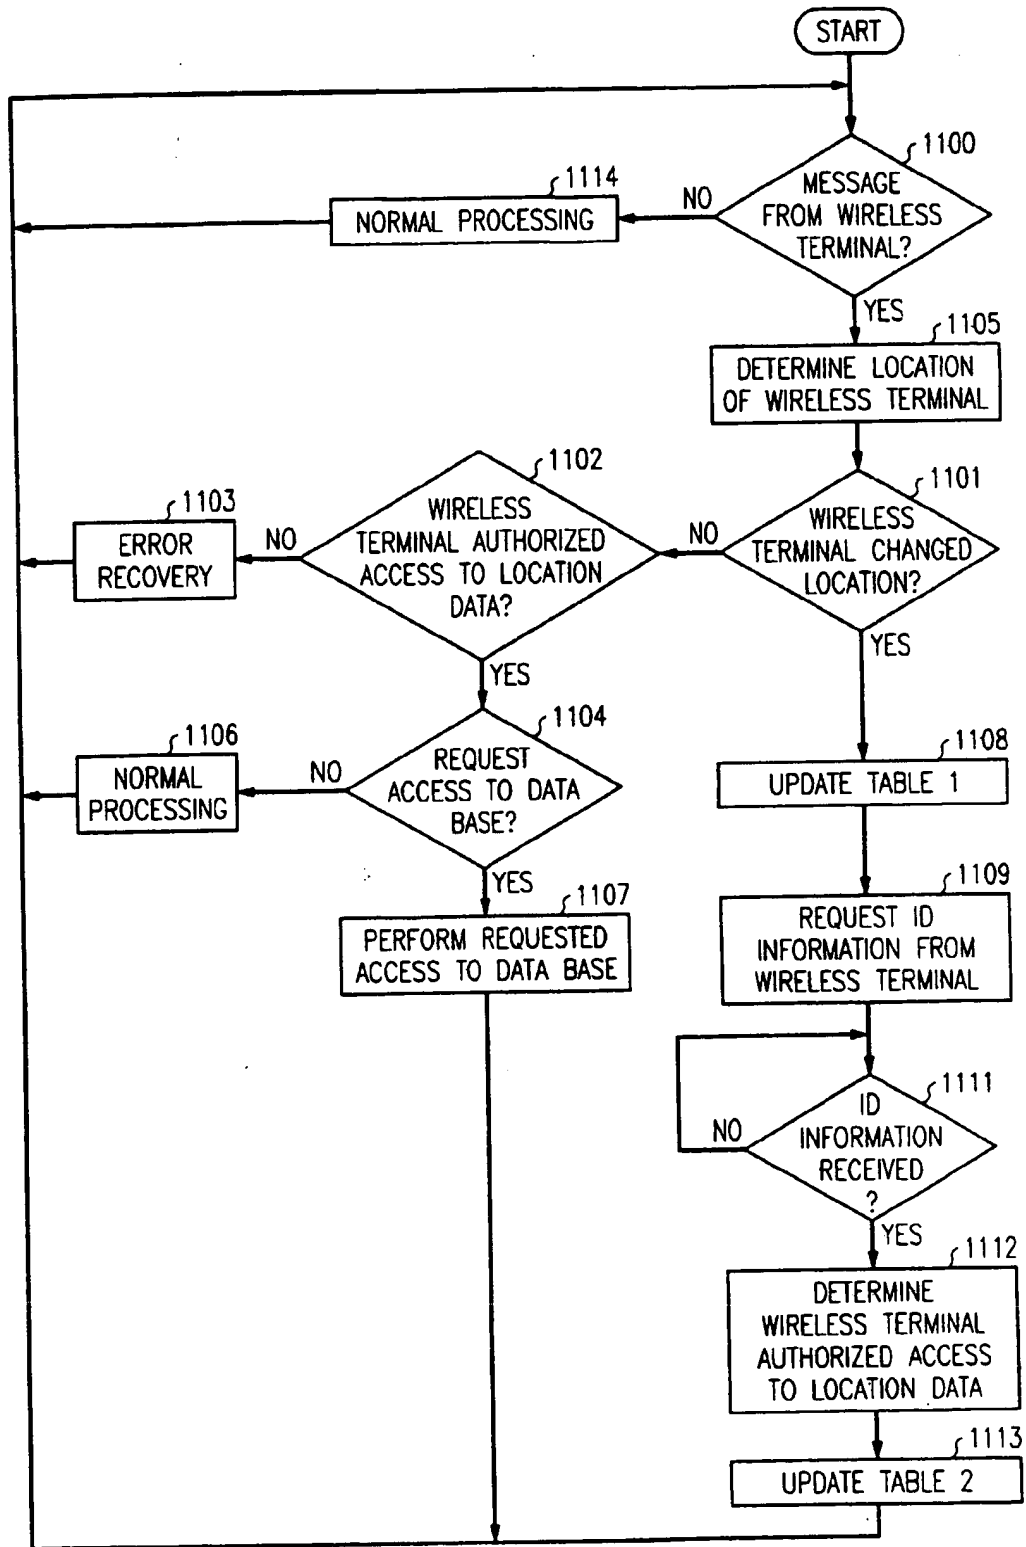 START
1100
MESSAGE
FROM WIRELESS
TERMINAL?
NO
1114
NORMAL PROCESSING
YES
1105
DETERMINE LOCATION
OF WIRELESS TERMINAL
1101
WIRELESS
TERMINAL CHANGED
LOCATION?
NO
1102
WIRELESS
TERMINAL AUTHORIZED
ACCESS TO LOCATION
DATA?
NO
1103
ERROR
RECOVERY
YES
YES
1104
REQUEST
ACCESS TO DATA
BASE?
NO
1106
NORMAL
PROCESSING
YES
1107
PERFORM REQUESTED
ACCESS TO DATA BASE
1108
UPDATE TABLE 1
1109
REQUEST ID
INFORMATION FROM
WIRELESS TERMINAL
1111
ID
INFORMATION
RECEIVED
?
NO
YES
1112
DETERMINE
WIRELESS TERMINAL
AUTHORIZED ACCESS
TO LOCATION DATA
1113
UPDATE TABLE 2